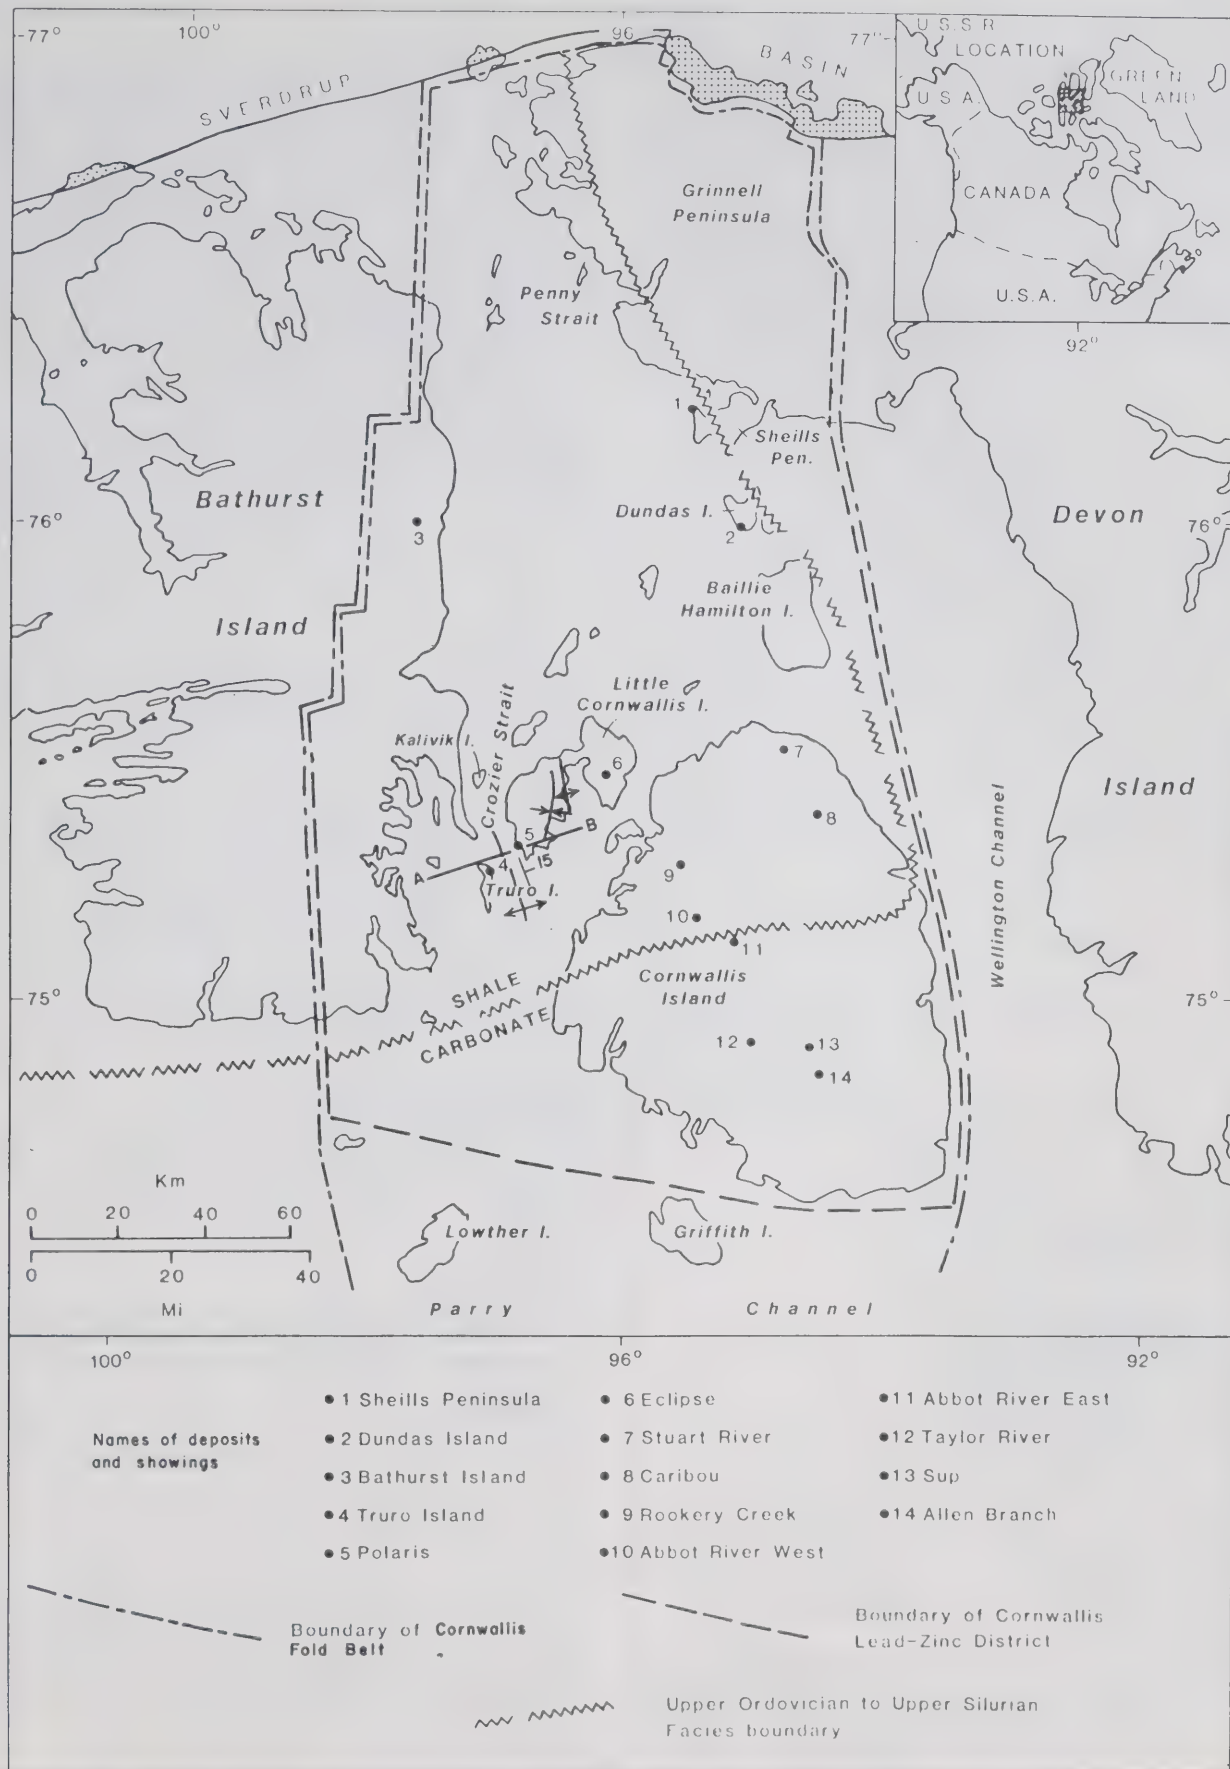 77°
100°
96
77°
U.S.S.R
LOCATION
GREEN
LAND
U.S.A.
CANADA
U.S.A.
92°
SVERDRUP
BASIN
Grinnell
Peninsula
Penny
Strait
1
Sheills
Pen.
Bathurst
Dundas I.
Devon
76°
76°
3
2
Baillie
Hamilton I.
Island
Little
Cornwallis I.
Kalivik I.
Crozier Strait
6
7
Island
8
5
B
A
4
15
9
Truro I.
10
Wellington Channel
11
75°
SHALE
CARBONATE
Cornwallis
Island
75°
12
13
14
Km
0 20 40 60
0 20 40
Mi
Lowther I.
Griffith I.
Parry Channel
100°
96°
92°
Names of deposits
and showings
1 Sheills Peninsula
2 Dundas Island
3 Bathurst Island
4 Truro Island
5 Polaris
6 Eclipse
7 Stuart River
8 Caribou
9 Rookery Creek
10 Abbot River West
11 Abbot River East
12 Taylor River
13 Sup
14 Allen Branch
Boundary of Cornwallis
Fold Belt
Boundary of Cornwallis
Lead-Zinc District
Upper Ordovician to Upper Silurian
Facies boundary